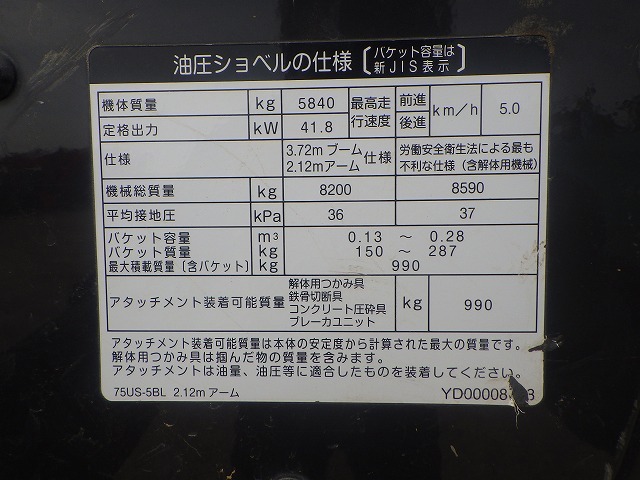 油圧ショベルの仕様〔バケット容量は
新JIS表示〕
機体質量 kg 5840 最高走行速度 前進 後進 km/h 5.0
定格出力 kW 41.8
仕様 3.72m ブーム 2.12mアーム 仕様 労働安全衛生法による最も不利な仕様（含解体用機械）
機械総質量 kg 8200 8590
平均接地圧 kPa 36 37
バケット容量 m3 0.13 ～ 0.28
バケット質量 kg 150 ～ 287
最大積載質量〔含バケット〕 kg 990
アタッチメント装着可能質量 解体用つかみ具 鉄骨切断具 コンクリート圧砕具 ブレーカユニット kg 990
アタッチメント装着可能質量は本体の安定度から計算された最大の質量です。
解体用つかみ具は掴んだ物の質量を含みます。
アタッチメントは油量、油圧等に適合したものを装着してください。
75US-5BL 2.12m アーム